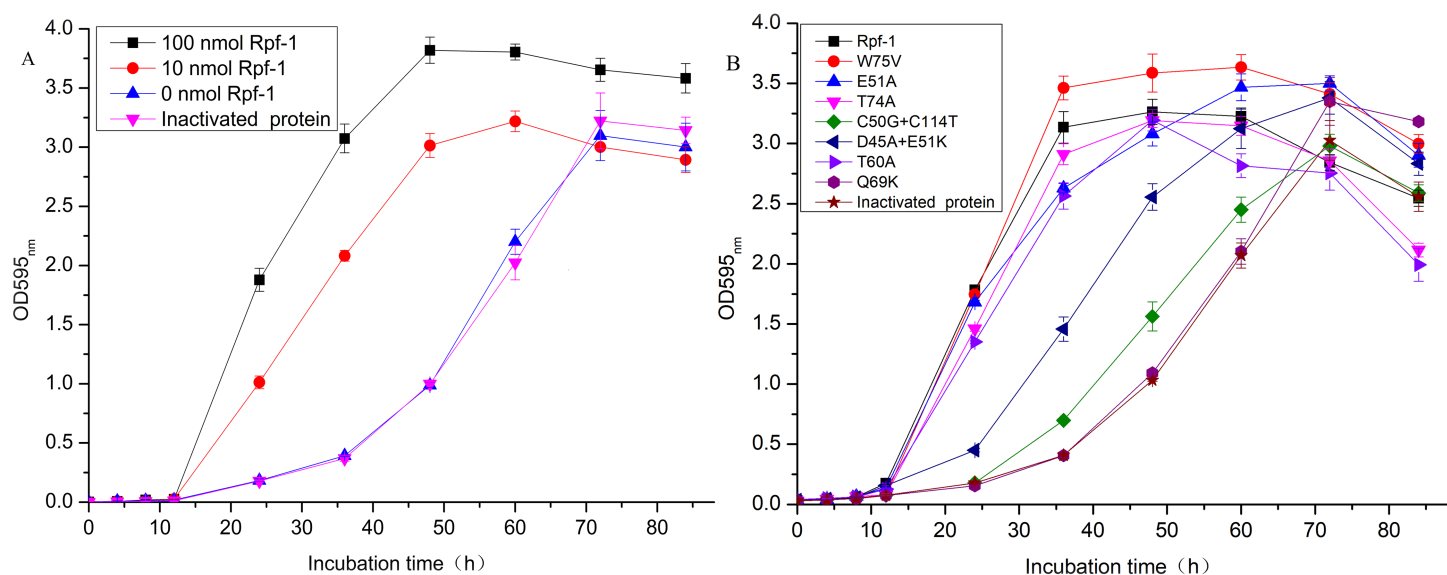 A
100 nmol Rpf-1
10 nmol Rpf-1
0 nmol Rpf-1
Inactivated protein
4.0
3.5
3.0
2.5
2.0
1.5
1.0
0.5
0.0
OD595nm
0 10 20 30 40 50 60 70 80
Incubation time（h）
B
Rpf-1
W75V
E51A
T74A
C50G+C114T
D45A+E51K
T60A
Q69K
Inactivated protein
4.0
3.5
3.0
2.5
2.0
1.5
1.0
0.5
0.0
OD595nm
0 10 20 30 40 50 60 70 80
Incubation time（h）